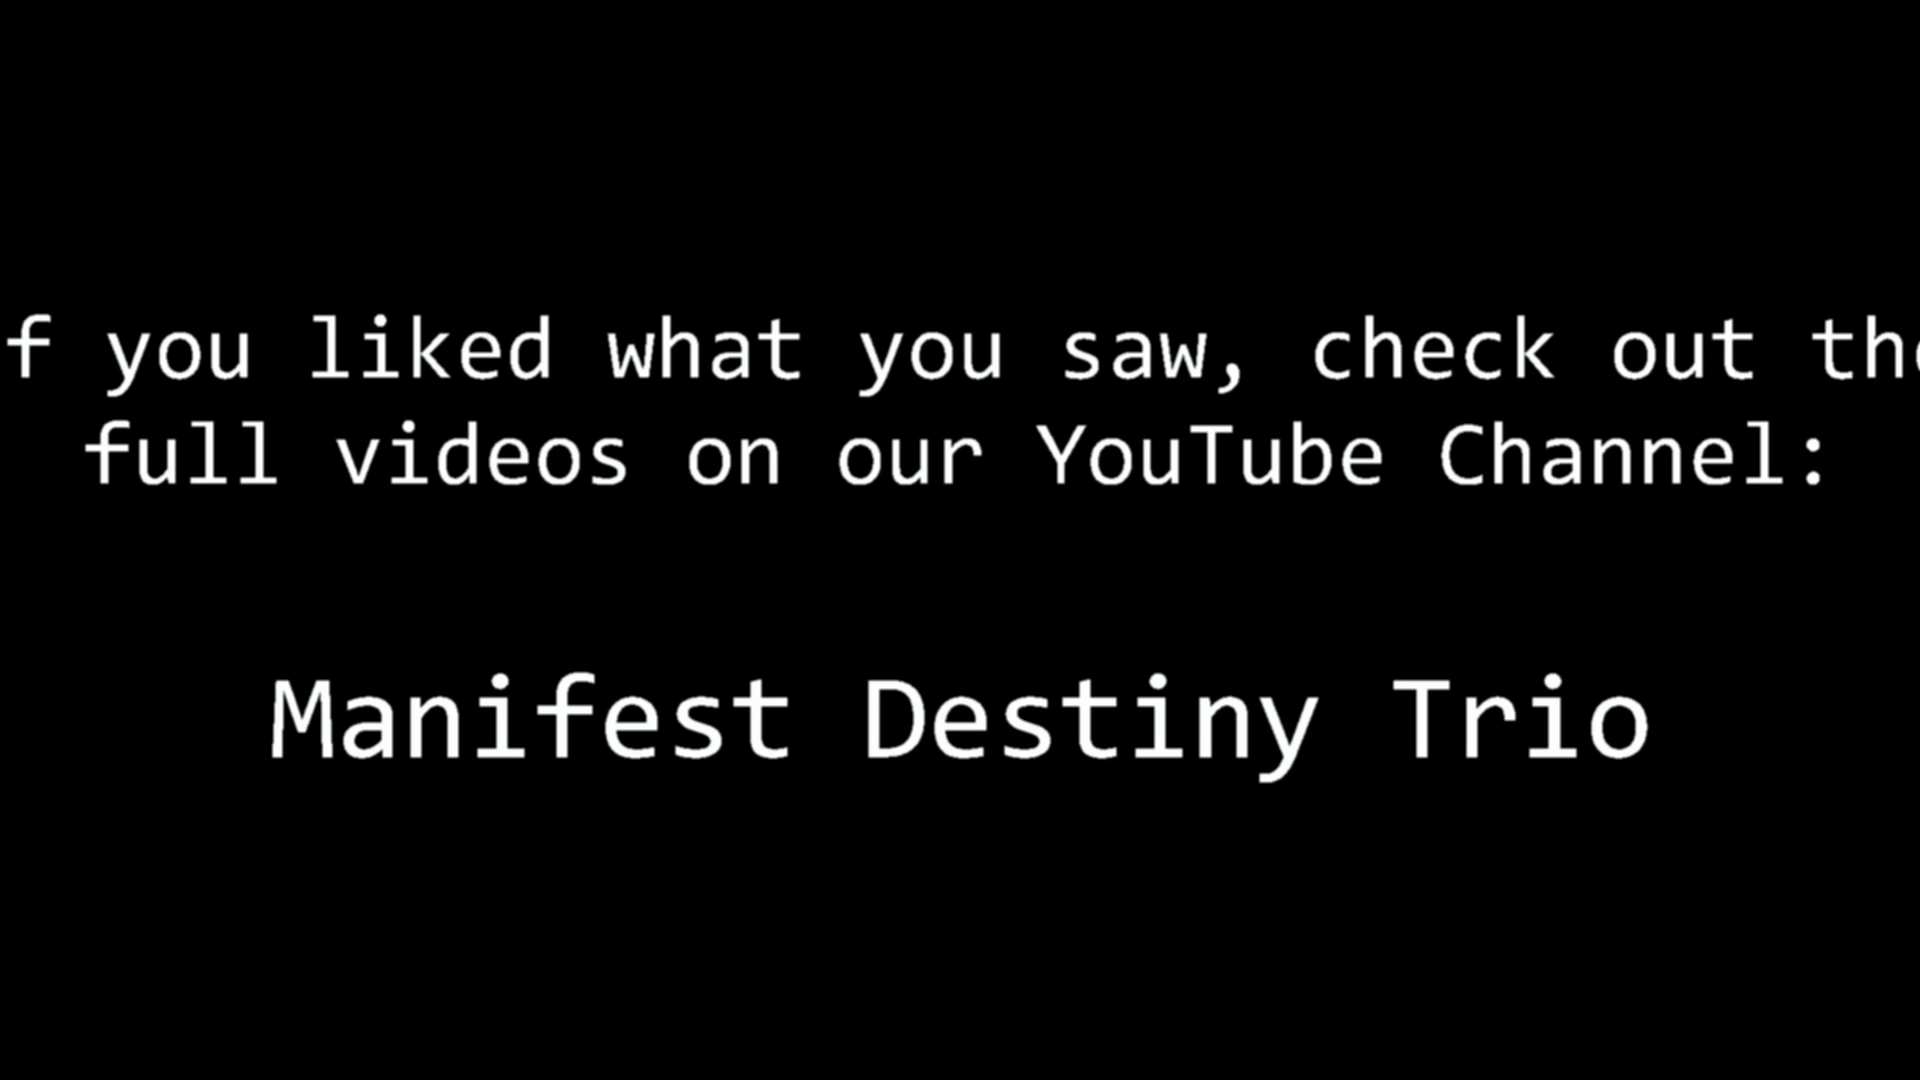 f you liked what you saw, check out the
full videos on our YouTube Channel:
Manifest Destiny Trio